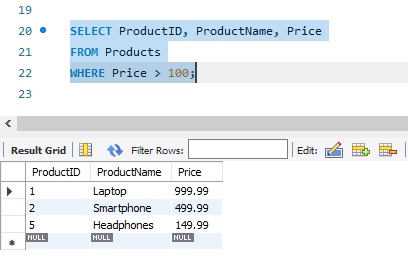 19
20 SELECT ProductID, ProductName, Price
21 FROM Products
22 WHERE Price > 100;
23
Result Grid Filter Rows: Edit:
ProductID ProductName Price
1 Laptop 999.99
2 Smartphone 499.99
5 Headphones 149.99
NULL NULL NULL